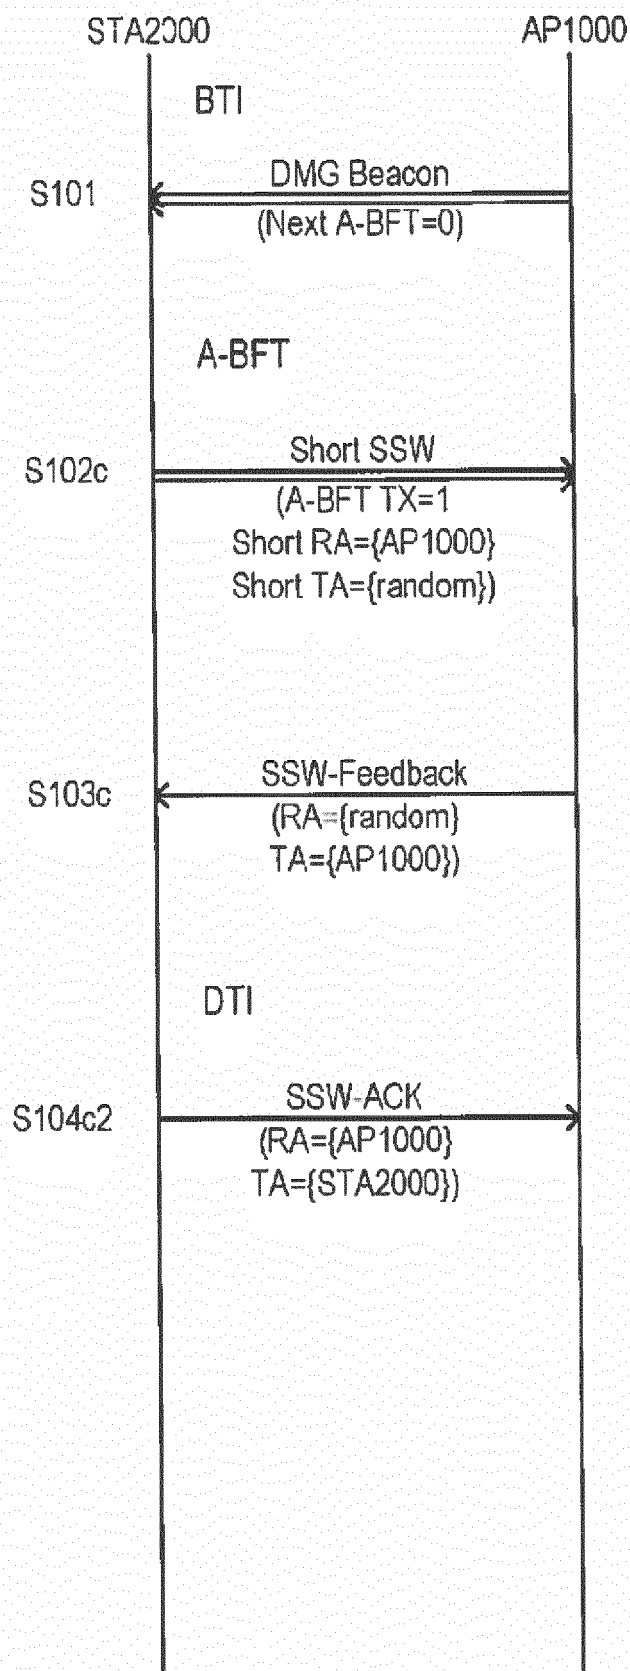 STA2000 AP1000
BTI
S101 DMG Beacon
(Next A-BFT=0)
A-BFT
S102c Short SSW
(A-BFT TX=1
Short RA={AP1000}
Short TA={random})
S103c SSW-Feedback
(RA={random}
TA={AP1000})
DTI
S104c2 SSW-ACK
(RA={AP1000}
TA={STA2000})